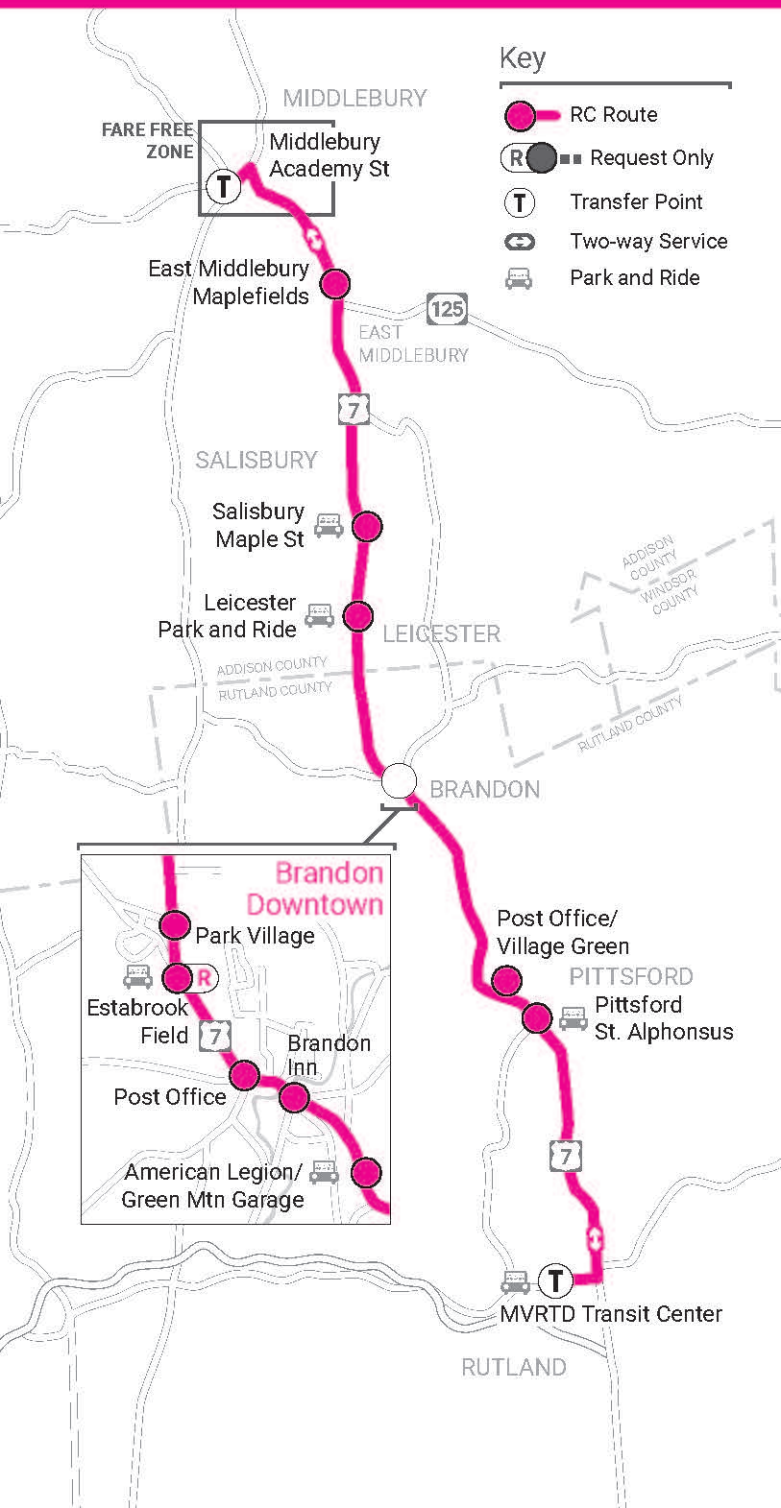 Key
RC Route
R Request Only
T Transfer Point
Two-way Service
Park and Ride
MIDDLEBURY
FARE FREE
ZONE
Middlebury
Academy St
T
East Middlebury
Maplefields
125
EAST
MIDDLEBURY
7
SALISBURY
Salisbury
Maple St
Leicester
Park and Ride
LEICESTER
ADDISON COUNTY
RUTLAND COUNTY
ADDISON
COUNTY
WINDSOR
COUNTY
RUTLAND COUNTY
BRANDON
Brandon
Downtown
Park Village
R
Estabrook
Field
7
Brandon
Inn
Post Office
American Legion/
Green Mtn Garage
Post Office/
Village Green
PITTSFORD
Pittsford
St. Alphonsus
7
T
MVRTD Transit Center
RUTLAND